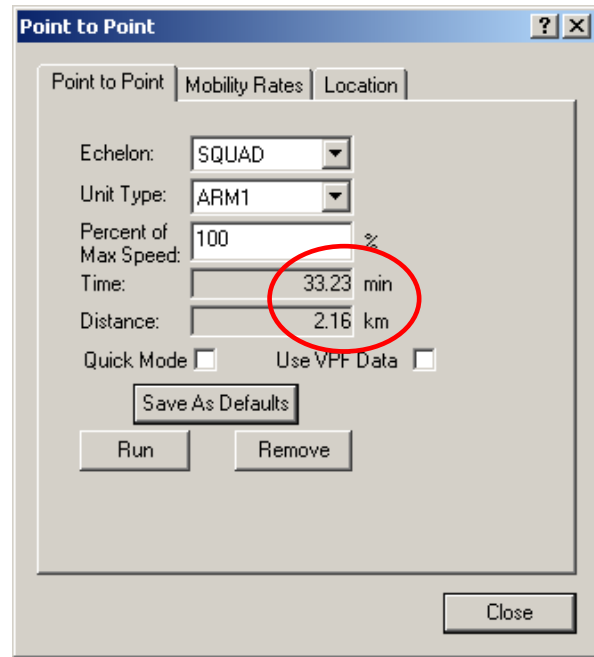 Point to Point
Point to Point Mobility Rates Location
Echelon: SQUAD
Unit Type: ARM1
Percent of
Max Speed: 100 %
Time: 33.23 min
Distance: 2.16 km
Quick Mode Use VPF Data
Save As Defaults
Run Remove
Close